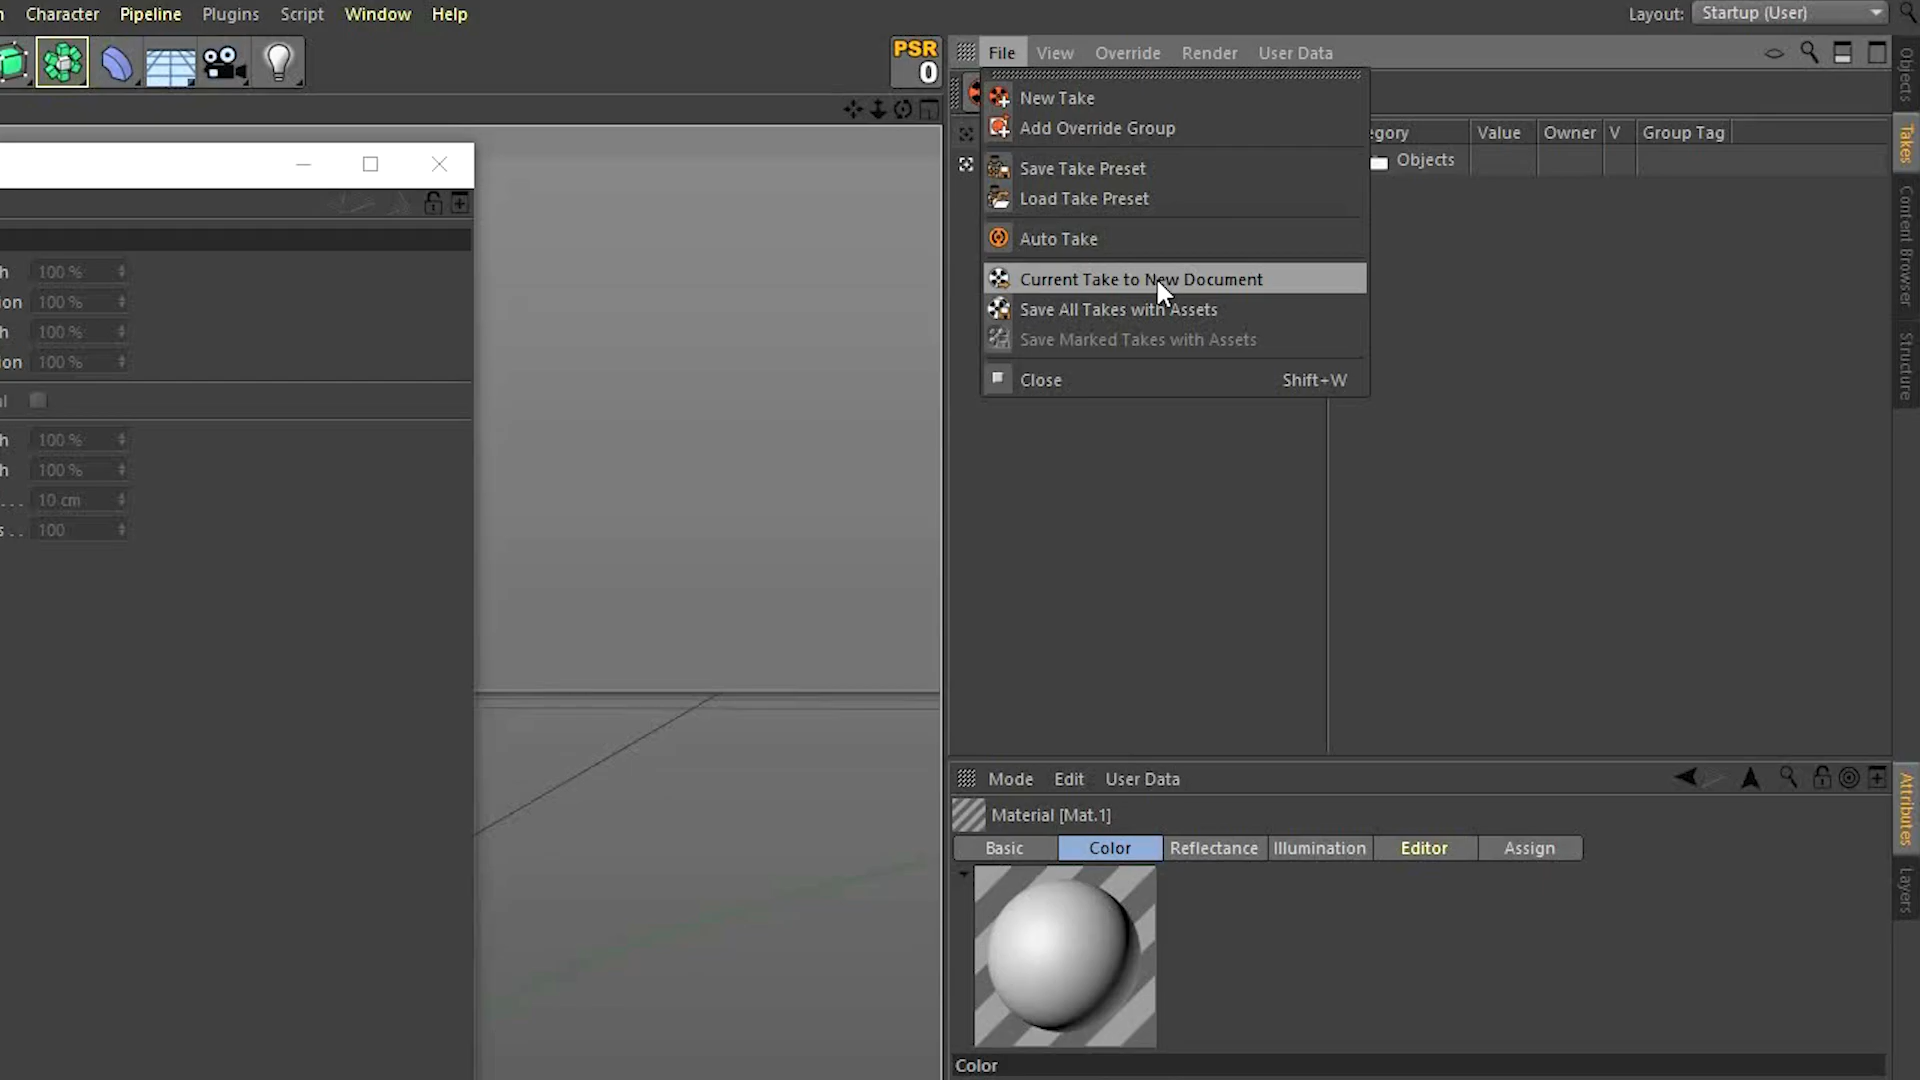 Character Pipeline Plugins Script Window Help
Layout: Startup (User)
PSR
0
File View Override Render User Data
New Take
Add Override Group
Save Take Preset
Load Take Preset
Auto Take
Current Take to New Document
Save All Takes with Assets
Save Marked Takes with Assets
Close Shift+W
egory Value Owner V Group Tag
Objects
Objects
Takes
Content Browser
Structure
h 100 %
ion 100 %
h 100 %
ion 100 %
l
h 100 %
h 100 %
. . . 10 cm
s . . 100
Mode Edit User Data
Material [Mat.1]
Basic Color Reflectance Illumination Editor Assign
Color
Attributes
Layers